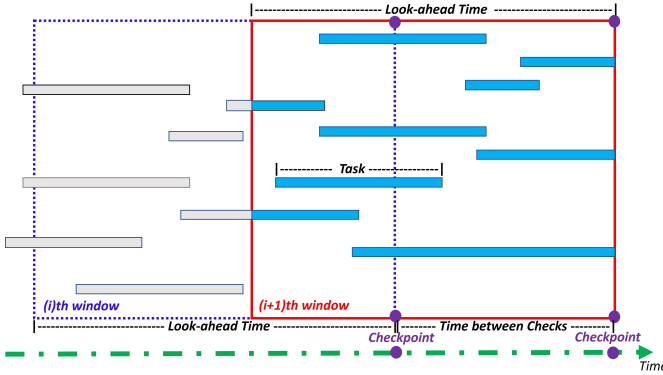 Look-ahead Time
Task
(i)th window
(i+1)th window
Look-ahead Time
Time between Checks
Checkpoint
Checkpoint
Time